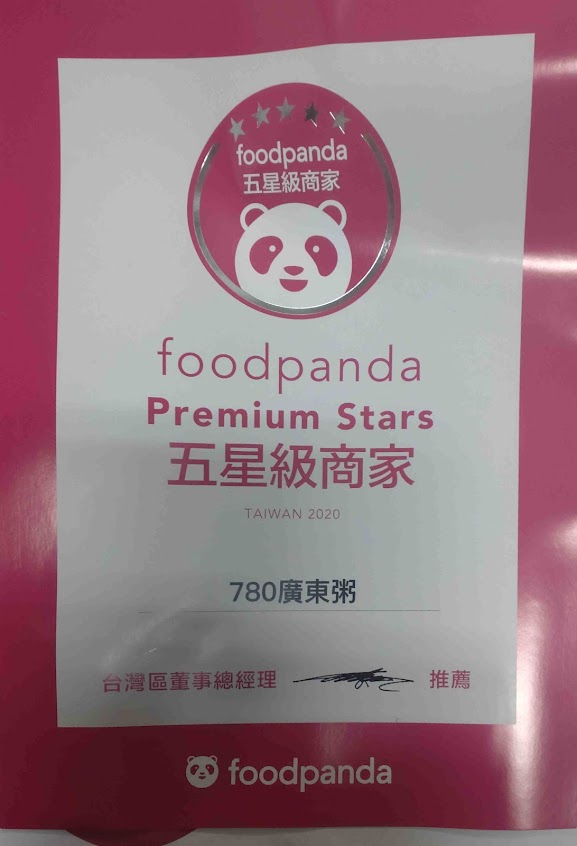 foodpanda
五星級商家
foodpanda
Premium Stars
五星級商家
TAIWAN 2020
780廣東粥
台灣區董事總經理 推薦
foodpanda